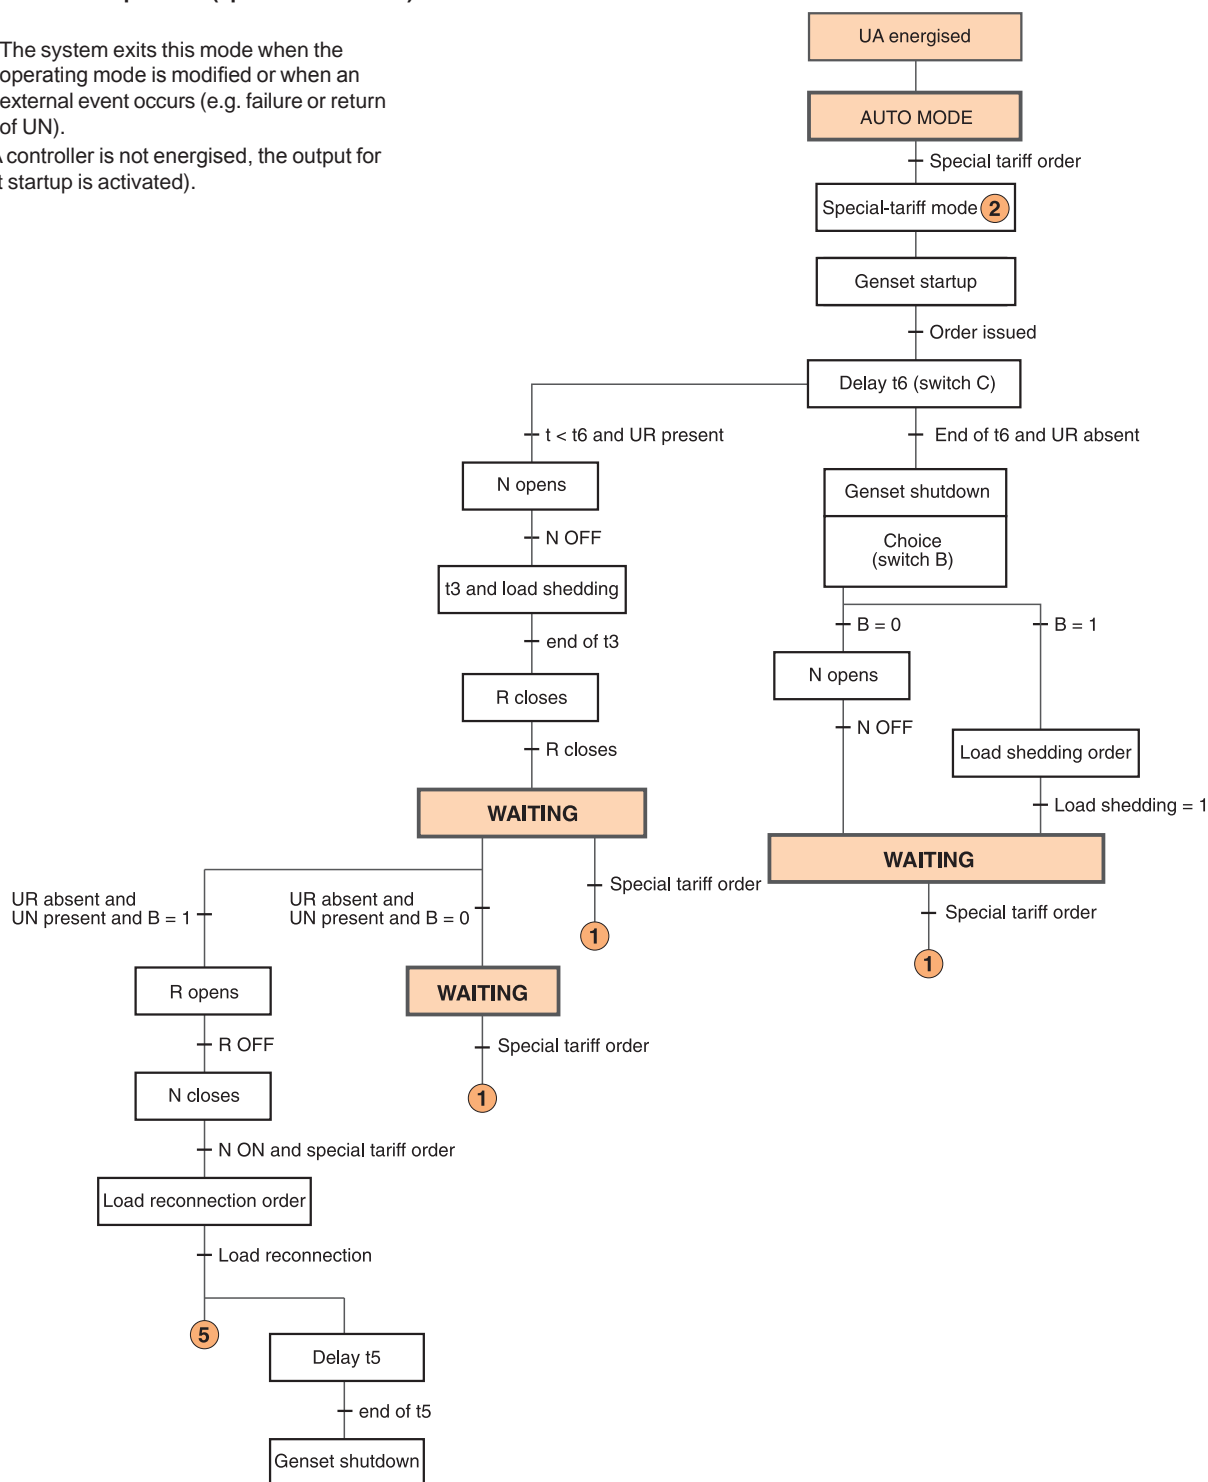 The system exits this mode when the
operating mode is modified or when an
external event occurs (e.g. failure or return
of UN).
controller is not energised, the output for
startup is activated).
UA energised
AUTO MODE
Special tariff order
Special-tariff mode 2
Genset startup
Order issued
Delay t6 (switch C)
t < t6 and UR present
End of t6 and UR absent
N opens
Genset shutdown
N OFF
Choice
(switch B)
t3 and load shedding
B = 0
B = 1
end of t3
N opens
R closes
N OFF
R closes
Load shedding order
Load shedding = 1
WAITING
WAITING
Special tariff order
UR absent and
UN present and B = 1
UR absent and
UN present and B = 0
Special tariff order
1
1
R opens
WAITING
R OFF
Special tariff order
N closes
1
N ON and special tariff order
Load reconnection order
Load reconnection
5
Delay t5
end of t5
Genset shutdown